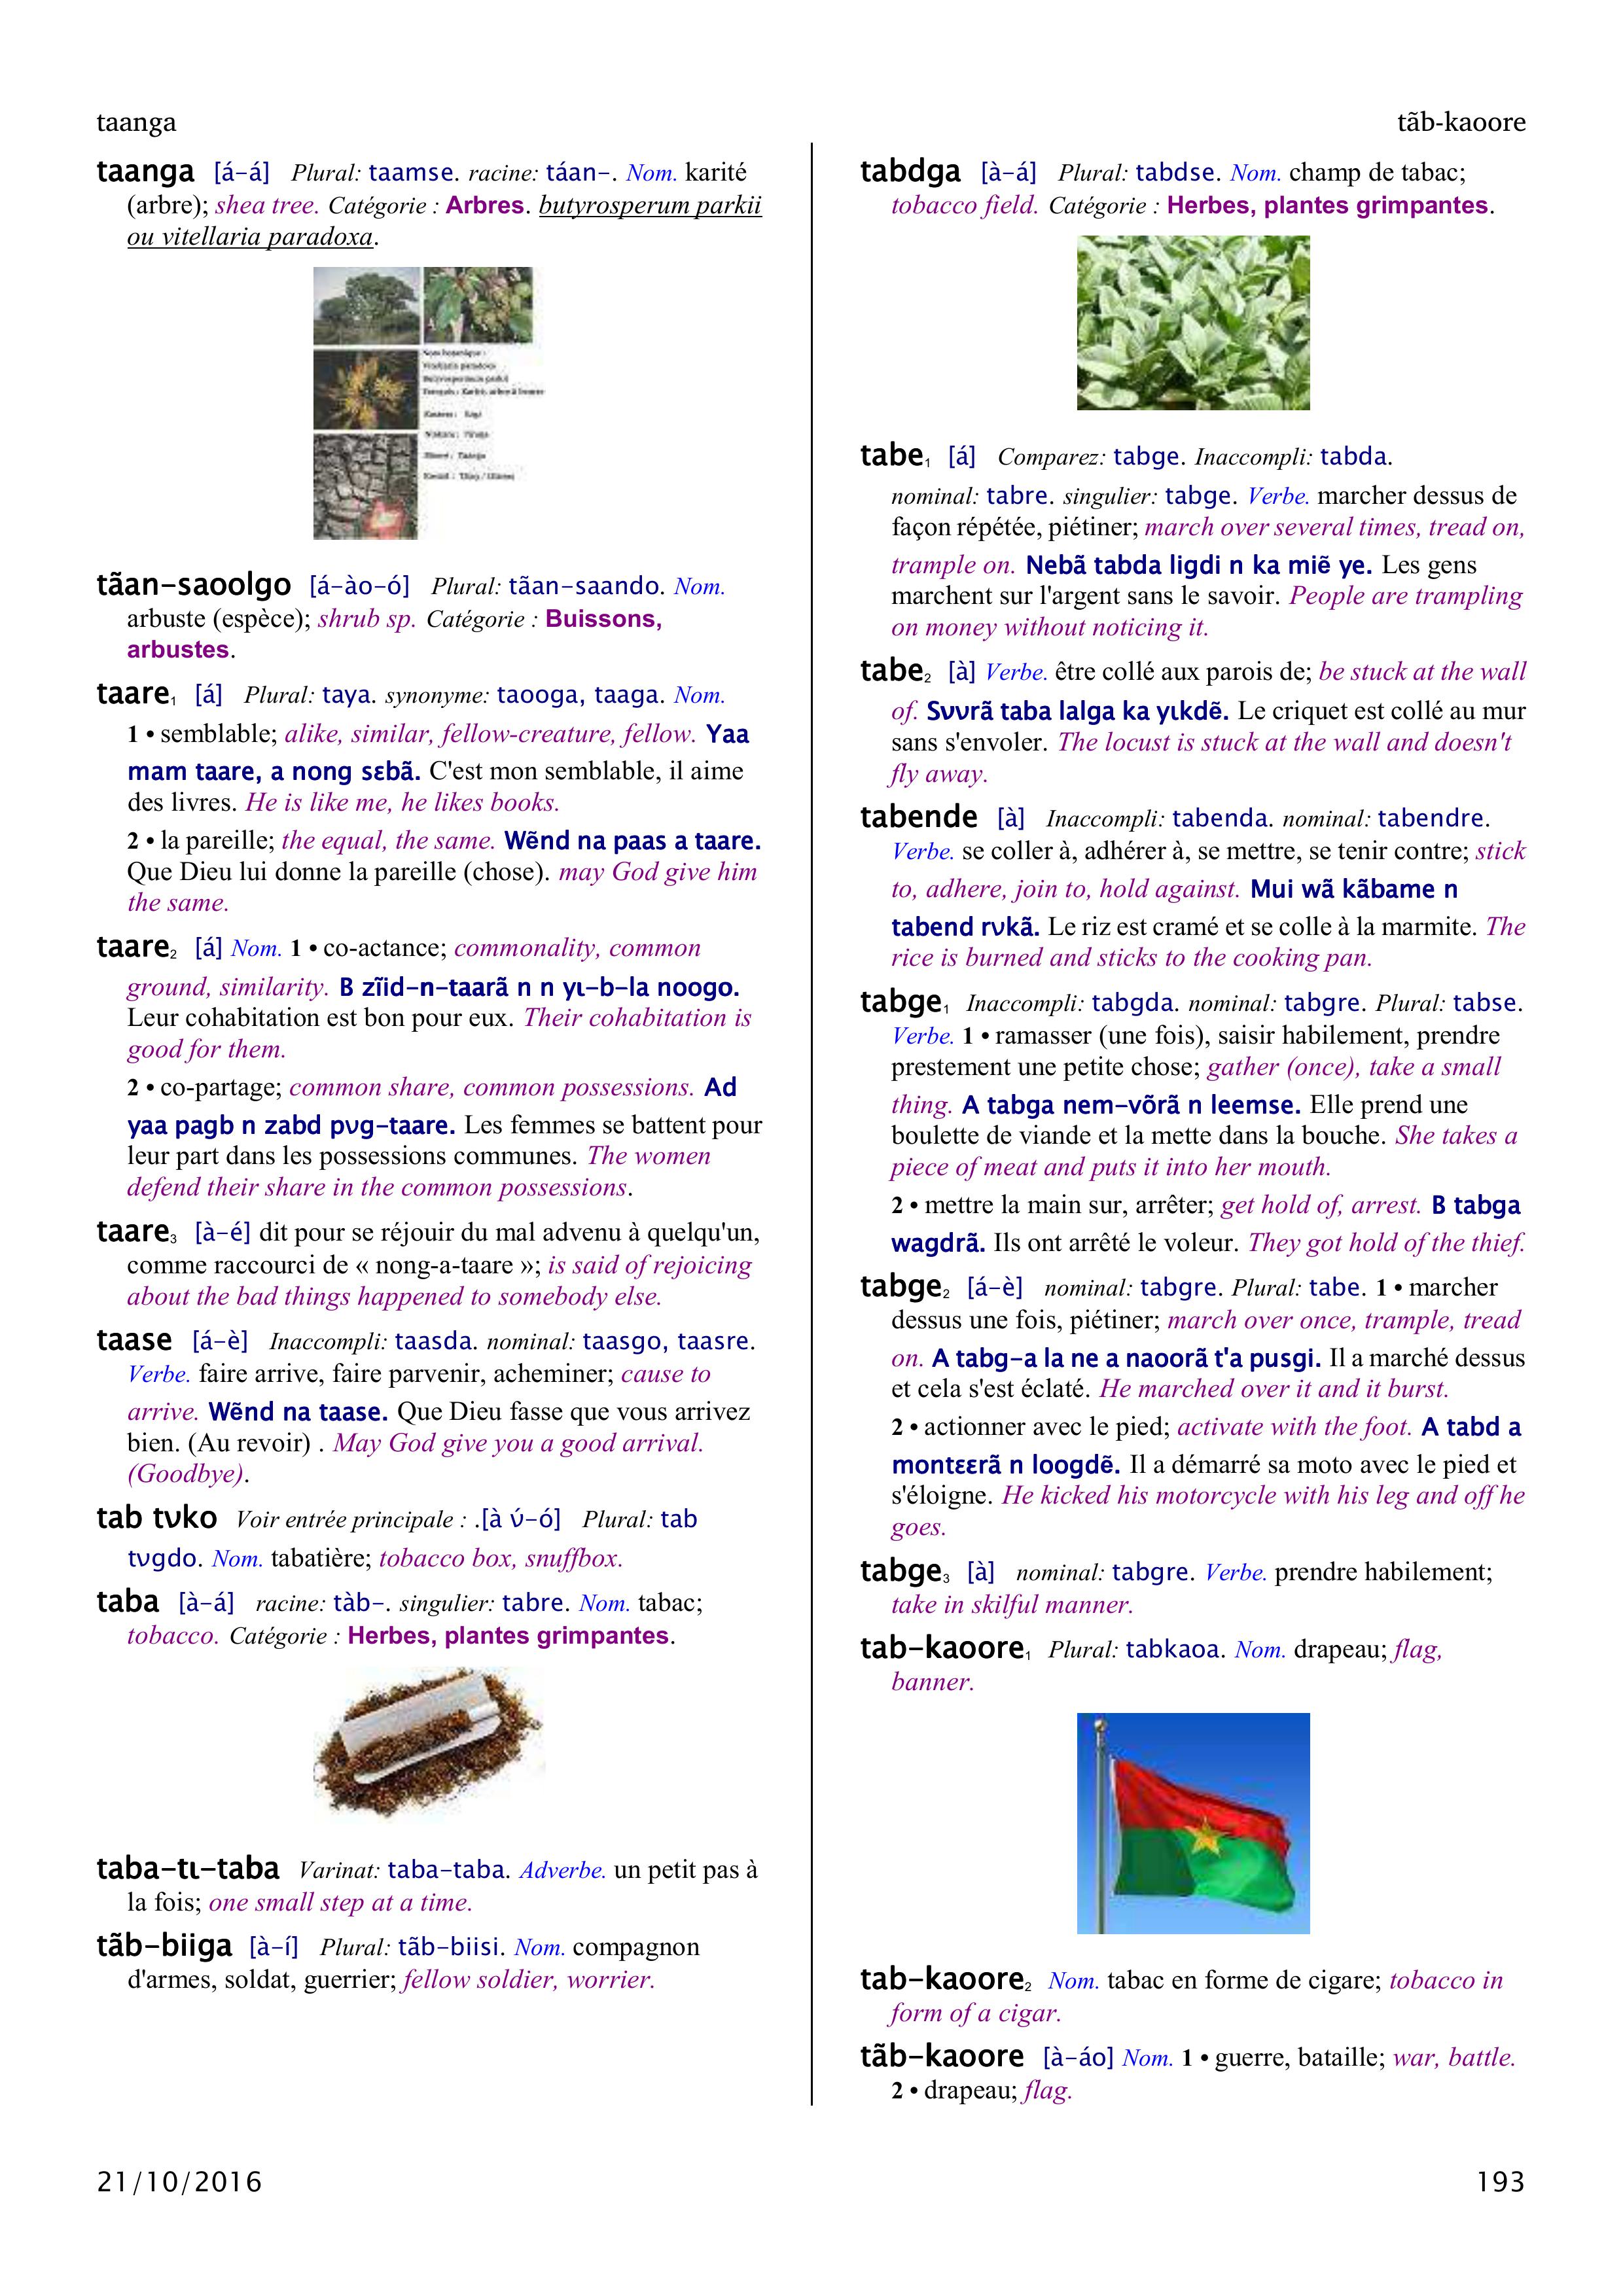 taanga
tãb-kaoore
taanga [á-á] Plural: taamse. racine: táan-. Nom. karité
(arbre); shea tree. Catégorie : Arbres. butyrosperum parkii
ou vitellaria paradoxa.
tãan-saoolgo [á-ào-ó] Plural: tãan-saando. Nom.
arbuste (espèce); shrub sp. Catégorie : Buissons,
arbustes.
taare₁ [á] Plural: taya. synonyme: taooga, taaga. Nom.
1 • semblable; alike, similar, fellow-creature, fellow. Yaa
mam taare, a nong sɛbã. C'est mon semblable, il aime
des livres. He is like me, he likes books.
2 • la pareille; the equal, the same. Wẽnd na paas a taare.
Que Dieu lui donne la pareille (chose). may God give him
the same.
taare₂ [á] Nom. 1 • co-actance; commonality, common
ground, similarity. B zĩid-n-taarã n n yɩ-b-la noogo.
Leur cohabitation est bon pour eux. Their cohabitation is
good for them.
2 • co-partage; common share, common possessions. Ad
yaa pagb n zabd pʋg-taare. Les femmes se battent pour
leur part dans les possessions communes. The women
defend their share in the common possessions.
taare₃ [à-é] dit pour se réjouir du mal advenu à quelqu'un,
comme raccourci de « nong-a-taare »; is said of rejoicing
about the bad things happened to somebody else.
taase [á-è] Inaccompli: taasda. nominal: taasgo, taasre.
Verbe. faire arrive, faire parvenir, acheminer; cause to
arrive. Wẽnd na taase. Que Dieu fasse que vous arrivez
bien. (Au revoir) . May God give you a good arrival.
(Goodbye).
tab tʋko Voir entrée principale : .[à ʋ́-ó] Plural: tab
tʋgdo. Nom. tabatière; tobacco box, snuffbox.
taba [à-á] racine: tàb-. singulier: tabre. Nom. tabac;
tobacco. Catégorie : Herbes, plantes grimpantes.
taba-tɩ-taba Varinat: taba-taba. Adverbe. un petit pas à
la fois; one small step at a time.
tãb-biiga [à-í] Plural: tãb-biisi. Nom. compagnon
d'armes, soldat, guerrier; fellow soldier, worrier.
tabdga [à-á] Plural: tabdse. Nom. champ de tabac;
tobacco field. Catégorie : Herbes, plantes grimpantes.
tabe₁ [á] Comparez: tabge. Inaccompli: tabda.
nominal: tabre. singulier: tabge. Verbe. marcher dessus de
façon répétée, piétiner; march over several times, tread on,
trample on. Nebã tabda ligdi n ka miẽ ye. Les gens
marchent sur l'argent sans le savoir. People are trampling
on money without noticing it.
tabe₂ [à] Verbe. être collé aux parois de; be stuck at the wall
of. Sʋʋrã taba lalga ka yɩkdẽ. Le criquet est collé au mur
sans s'envoler. The locust is stuck at the wall and doesn't
fly away.
tabende [à] Inaccompli: tabenda. nominal: tabendre.
Verbe. se coller à, adhérer à, se mettre, se tenir contre; stick
to, adhere, join to, hold against. Mui wã kãbame n
tabend rʋkã. Le riz est cramé et se colle à la marmite. The
rice is burned and sticks to the cooking pan.
tabge₁ Inaccompli: tabgda. nominal: tabgre. Plural: tabse.
Verbe. 1 • ramasser (une fois), saisir habilement, prendre
prestement une petite chose; gather (once), take a small
thing. A tabga nem-võrã n leemse. Elle prend une
boulette de viande et la mette dans la bouche. She takes a
piece of meat and puts it into her mouth.
2 • mettre la main sur, arrêter; get hold of, arrest. B tabga
wagdrã. Ils ont arrêté le voleur. They got hold of the thief.
tabge₂ [á-è] nominal: tabgre. Plural: tabe. 1 • marcher
dessus une fois, piétiner; march over once, trample, tread
on. A tabg-a la ne a naoorã t'a pusgi. Il a marché dessus
et cela s'est éclaté. He marched over it and it burst.
2 • actionner avec le pied; activate with the foot. A tabd a
montɛɛrã n loogdẽ. Il a démarré sa moto avec le pied et
s'éloigne. He kicked his motorcycle with his leg and off he
goes.
tabge₃ [à] nominal: tabgre. Verbe. prendre habilement;
take in skilful manner.
tab-kaoore₁ Plural: tabkaoa. Nom. drapeau; flag,
banner.
tab-kaoore₂ Nom. tabac en forme de cigare; tobacco in
form of a cigar.
tãb-kaoore [à-áo] Nom. 1 • guerre, bataille; war, battle.
2 • drapeau; flag.
21/10/2016
193